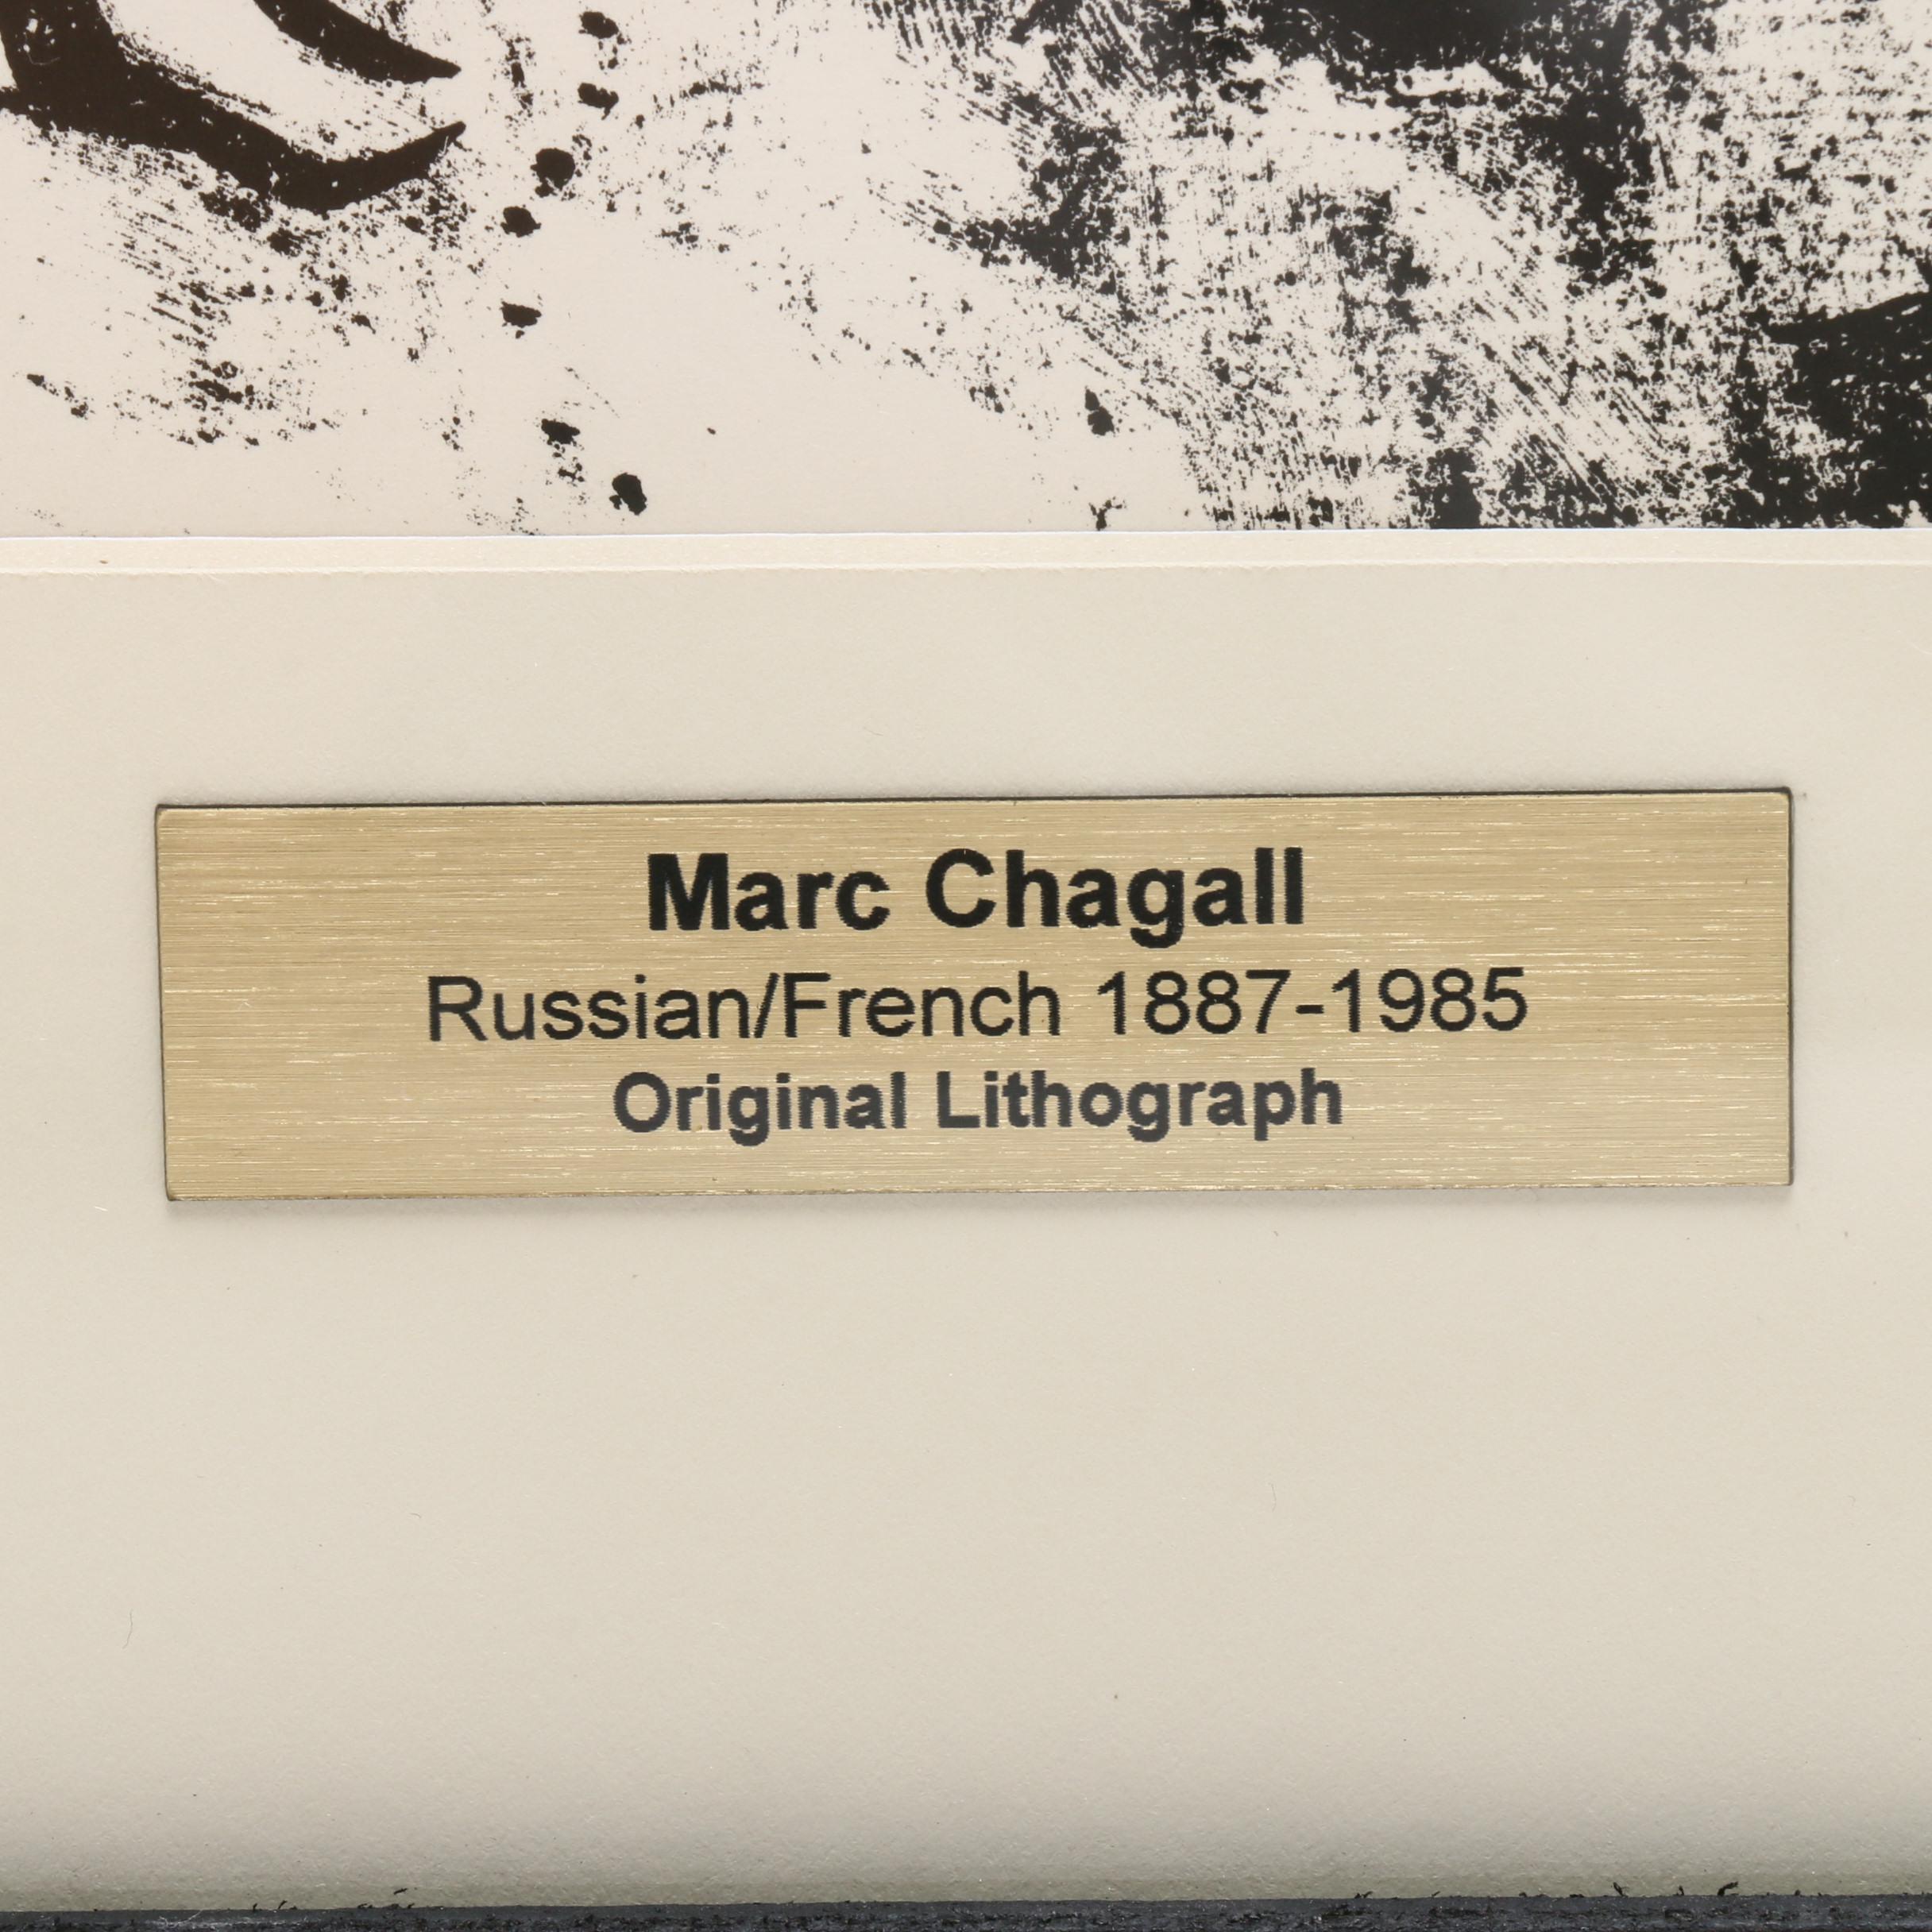 Marc Chagall
Russian/French 1887-1985
Original Lithograph